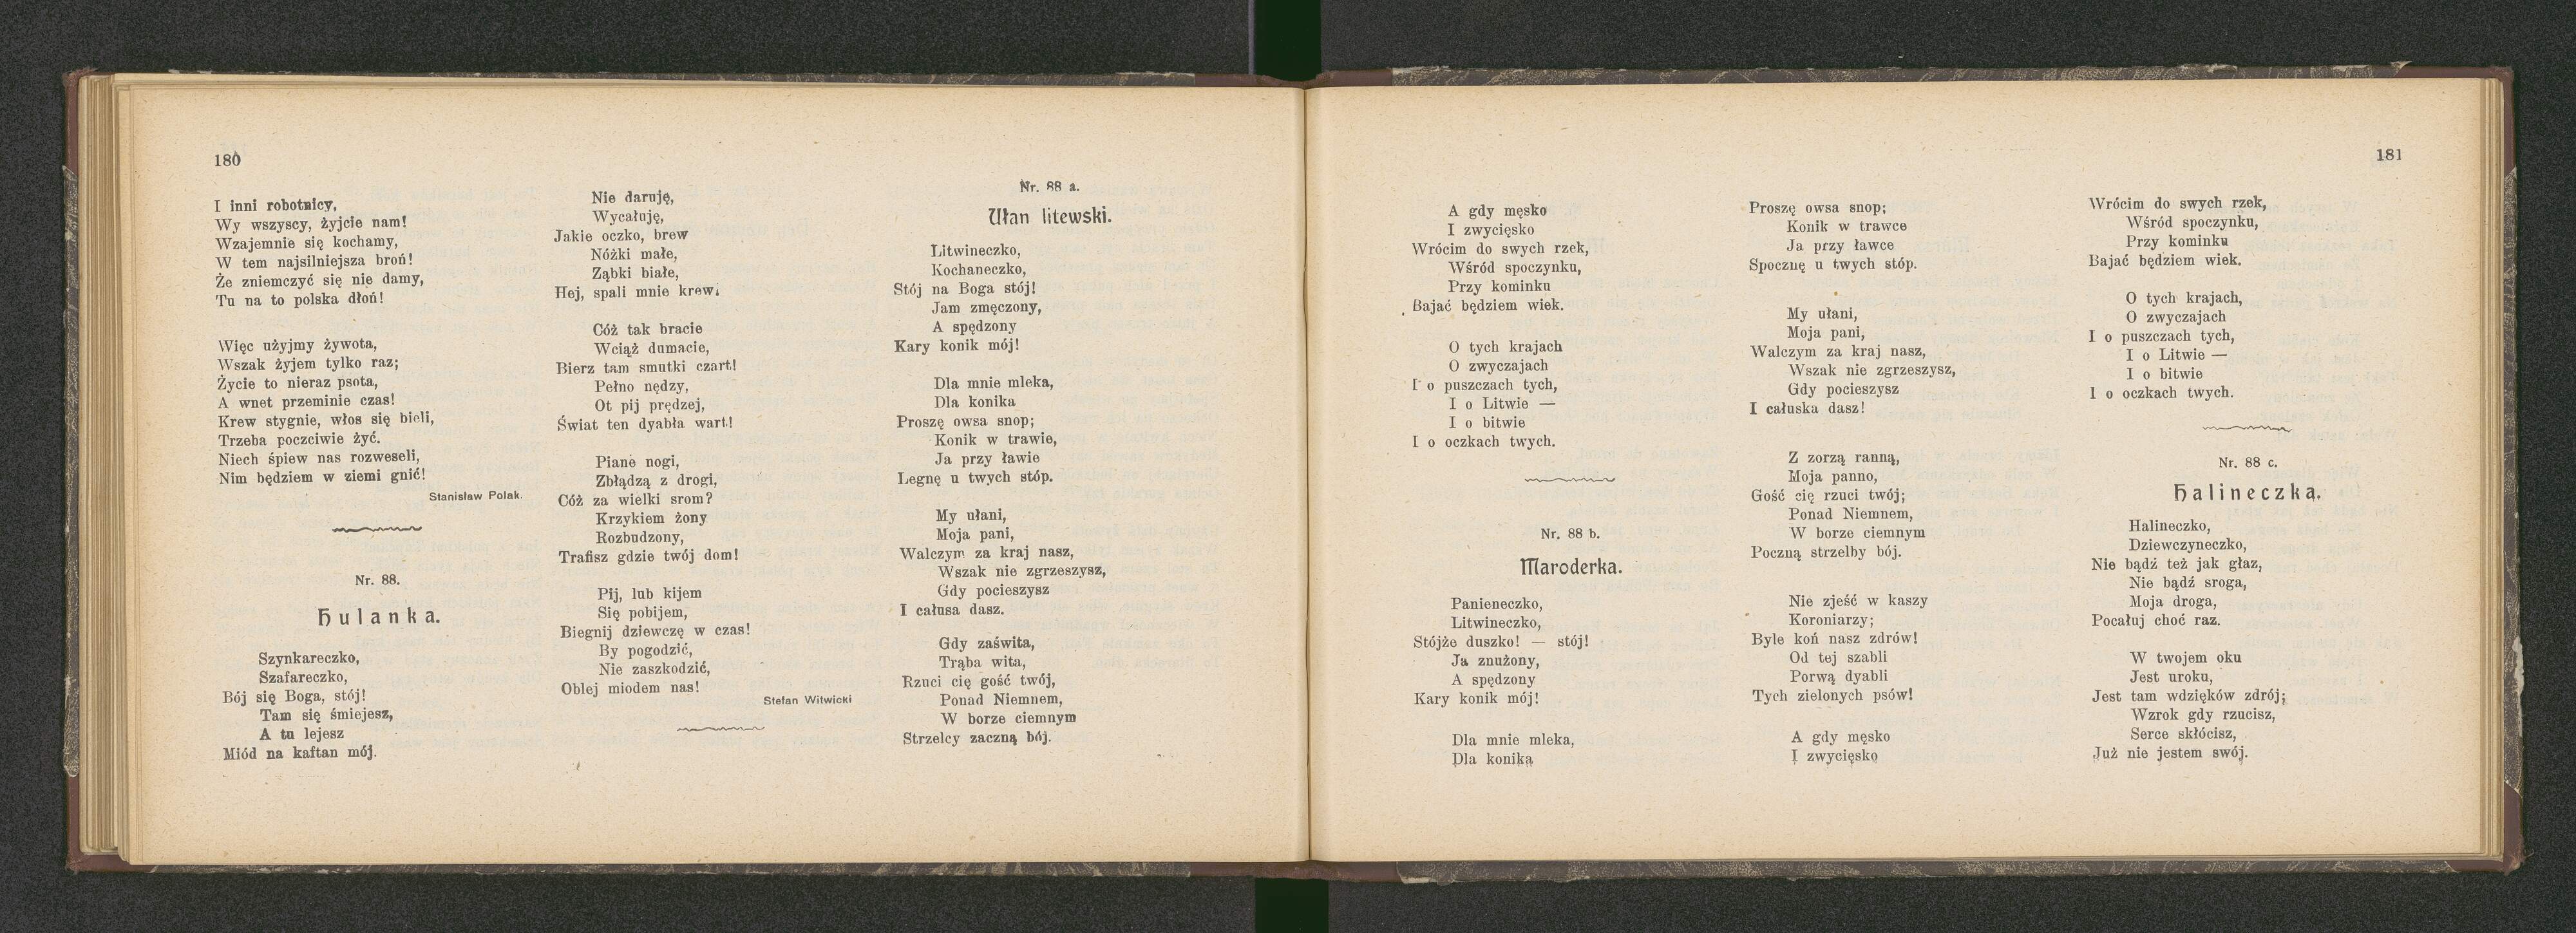 180
I inni robotnicy,
Wy wszyscy, żyjcie nam!
Wzajemnie się kochamy,
W tem najsilniejsza broń!
Że zniemczyć się nie damy,
Tu na to polska dłoń!
Więc użyjmy żywota,
Wszak żyjem tylko raz;
Życie to nieraz psota,
A wnet przeminie czas!
Krew stygnie, włos się bieli,
Trzeba poczciwie żyć.
Niech śpiew nas rozweseli,
Nim będziem w ziemi gnić!
Stanisław Polak.
Nr. 88.
Hulanka.
Szynkareczko,
Szafareczko,
Bój się Boga, stój!
Tam się śmiejesz,
A tu lejesz
Miód na kaftan mój.
Nie daruję,
Wycałuję,
Jakie oczko, brew
Nóżki małe,
Ząbki białe,
Hej, spali mnie krew.
Cóż tak bracie
Wciąż dumacie,
Bierz tam smutki czart!
Pełno nędzy,
Ot pij prędzej,
Świat ten dyabła wart!
Piane nogi,
Zbłądzą z drogi,
Cóż za wielki srom?
Krzykiem żony
Rozbudzony,
Trafisz gdzie twój dom!
Pij, lub kijem
Się pobijem,
Biegnij dziewczę w czas!
By pogodzić,
Nie zaszkodzić,
Oblej miodem nas!
Stefan Witwicki
Nr. 88 a.
Ułan litewski.
Litwineczko,
Kochaneczko,
Stój na Boga stój!
Jam zmęczony,
A spędzony
Kary konik mój!
Dla mnie mleka,
Dla konika
Proszę owsa snop;
Konik w trawie,
Ja przy ławie
Legnę u twych stóp.
My ułani,
Moja pani,
Walczym za kraj nasz,
Wszak nie zgrzeszysz,
Gdy pocieszysz
I całusa dasz.
Gdy zaświta,
Trąba wita,
Rzuci cię gość twój,
Ponad Niemnem,
W borze ciemnym
Strzelcy zaczną bój.
181
A gdy męsko
I zwycięsko
Wrócim do swych rzek,
Wśród spoczynku,
Przy kominku
Bajać będziem wiek.
O tych krajach
O zwyczajach
I o puszczach tych,
I o Litwie —
I o bitwie
I o oczkach twych.
Nr. 88 b.
Maroderka.
Panieneczko,
Litwineczko,
Stójże duszko! — stój!
Ja znużony,
A spędzony
Kary konik mój!
Dla mnie mleka,
Dla konika
Proszę owsa snop;
Konik w trawce
Ja przy ławce
Spocznę u twych stóp.
My ułani,
Moja pani,
Walczym za kraj nasz,
Wszak nie zgrzeszysz,
Gdy pocieszysz
I całuska dasz!
Z zorzą ranną,
Moja panno,
Gość cię rzuci twój;
Ponad Niemnem,
W borze ciemnym
Poczną strzelby bój.
Nie zjeść w kaszy
Koroniarzy;
Byle koń nasz zdrów!
Od tej szabli
Porwą dyabli
Tych zielonych psów!
A gdy męsko
I zwycięsko
Wrócim do swych rzek,
Wśród spoczynku,
Przy kominku
Bajać będziem wiek.
O tych krajach,
O zwyczajach
I o puszczach tych,
I o Litwie —
I o bitwie
I o oczkach twych.
Nr. 88 c.
Halineczka.
Halineczko,
Dziewczyneczko,
Nie bądź też jak głaz,
Nie bądź sroga,
Moja droga,
Pocałuj choć raz.
W twojem oku
Jest uroku,
Jest tam wdzięków zdrój;
Wzrok gdy rzucisz,
Serce skłócisz,
Już nie jestem swój.